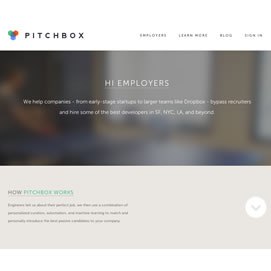 PITCHBOX
EMPLOYERS LEARN MORE BLOG SIGN IN
HI EMPLOYERS
We help companies - from early-stage startups to larger teams like Dropbox - bypass recruiters
and hire some of the best developers in SF, NYC, LA, and beyond
HOW PITCHBOX WORKS
Engineers tell us about their perfect job, we then use a combination of
personalized curation, automation, and machine learning to match and
personally introduce the best possible candidates to your company.